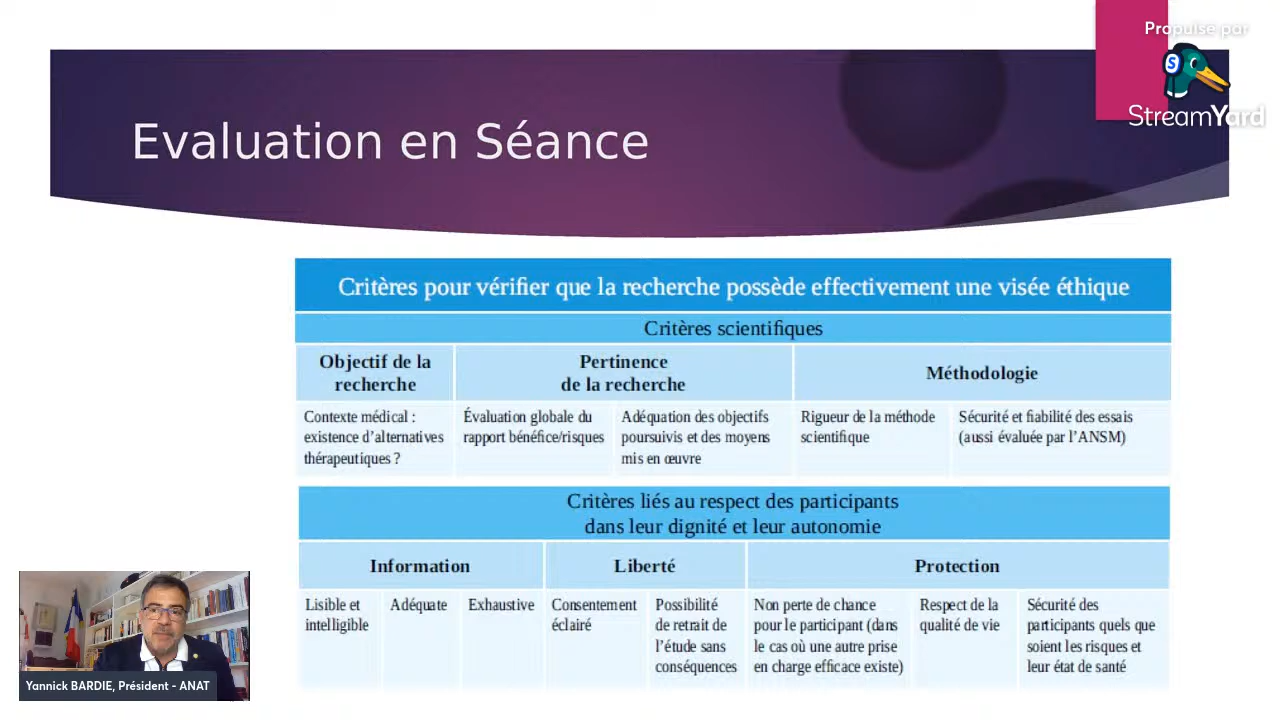 Propulsé par
StreamYard
Evaluation en Séance
Critères pour vérifier que la recherche possède effectivement une visée éthique
Critères scientifiques
Objectif de la
recherche
Pertinence
de la recherche
Méthodologie
Contexte médical :
existence d’alternatives
thérapeutiques ?
Évaluation globale du
rapport bénéfice/risques
Adéquation des objectifs
poursuivis et des moyens
mis en œuvre
Rigueur de la méthode
scientifique
Sécurité et fiabilité des essais
(aussi évaluée par l’ANSM)
Critères liés au respect des participants
dans leur dignité et leur autonomie
Information
Liberté
Protection
Lisible et
intelligible
Adéquate
Exhaustive
Consentement
éclairé
Possibilité
de retrait de
l’étude sans
conséquences
Non perte de chance
pour le participant (dans
le cas où une autre prise
en charge efficace existe)
Respect de la
qualité de vie
Sécurité des
participants quels que
soient les risques et
leur état de santé
Yannick BARDIE, Président - ANAT